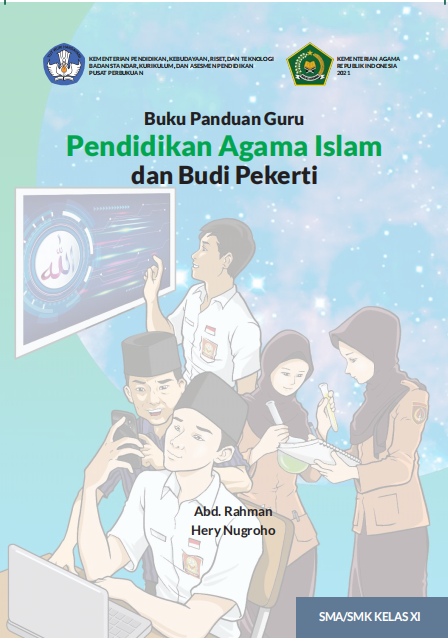 KEMENTERIAN PENDIDIKAN, KEBUDAYAAN, RISET, DAN TEKNOLOGI
BADAN STANDAR, KURIKULUM, DAN ASESMEN PENDIDIKAN
PUSAT PERBUKUAN
KEMENTERIAN AGAMA
REPUBLIK INDONESIA
2021
Buku Panduan Guru
Pendidikan Agama Islam
dan Budi Pekerti
الله
Abd. Rahman
Hery Nugroho
SMA/SMK KELAS XI